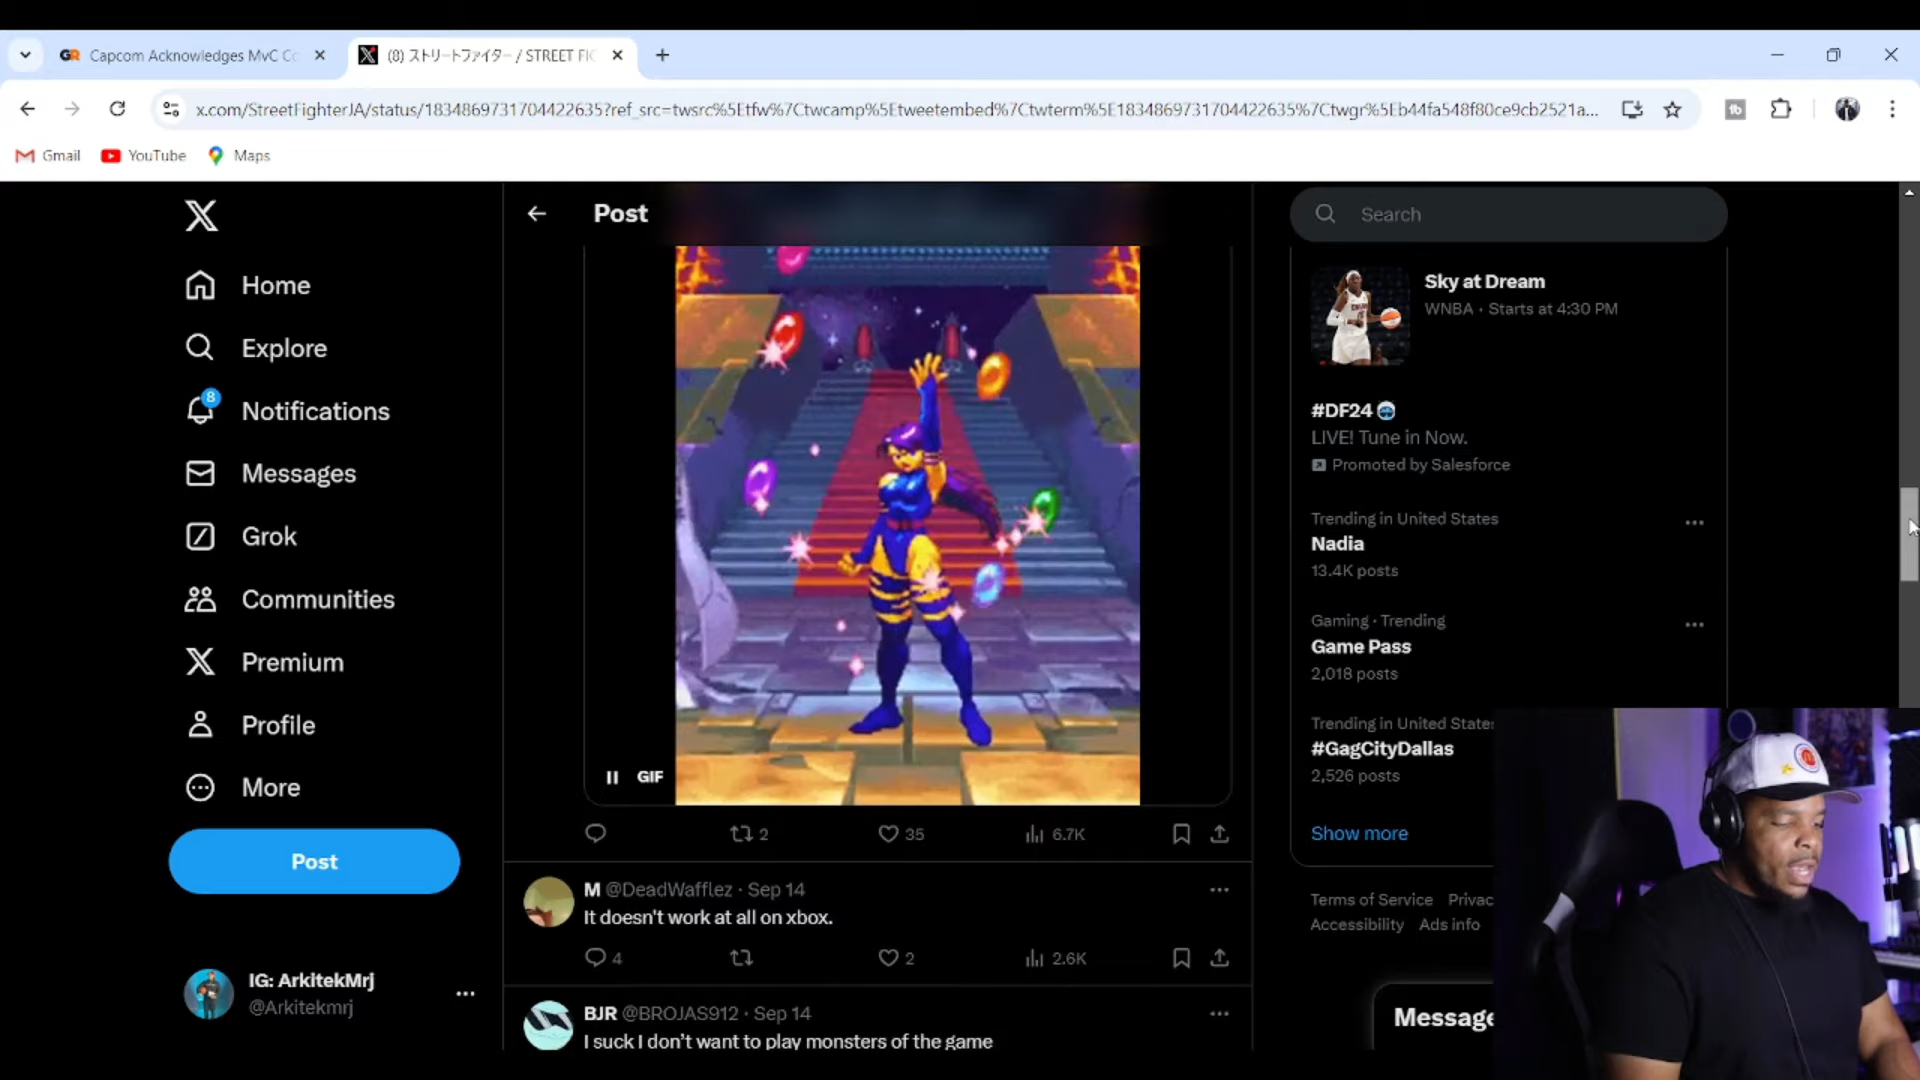 Capcom Acknowledges MvC Co
(8) ストリートファイター / STREET FIG
x.com/StreetFighterJA/status/1834869731704422635?ref_src=twsrc%5Etfw%7Ctwcamp%5Etweetembed%7Ctwterm%5E1834869731704422635%7Ctwgr%5Eb44fa548f80ce9cb2521a...
Gmail
YouTube
Maps
Post
Search
Home
Explore
8
Notifications
Messages
Grok
Communities
Premium
Profile
More
Post
IG: ArkitekMrj
@Arkitekmrj
GIF
2
35
6.7K
M @DeadWafflez · Sep 14
It doesn't work at all on xbox.
4
2
2.6K
BJR @BROJAS912 · Sep 14
I suck I don't want to play monsters of the game
Sky at Dream
WNBA · Starts at 4:30 PM
#DF24
LIVE! Tune in Now.
Promoted by Salesforce
Trending in United States
Nadia
13.4K posts
Gaming · Trending
Game Pass
2,018 posts
Trending in United States
#GagCityDallas
2,526 posts
Show more
Terms of Service Privac
Accessibility Ads info
Message